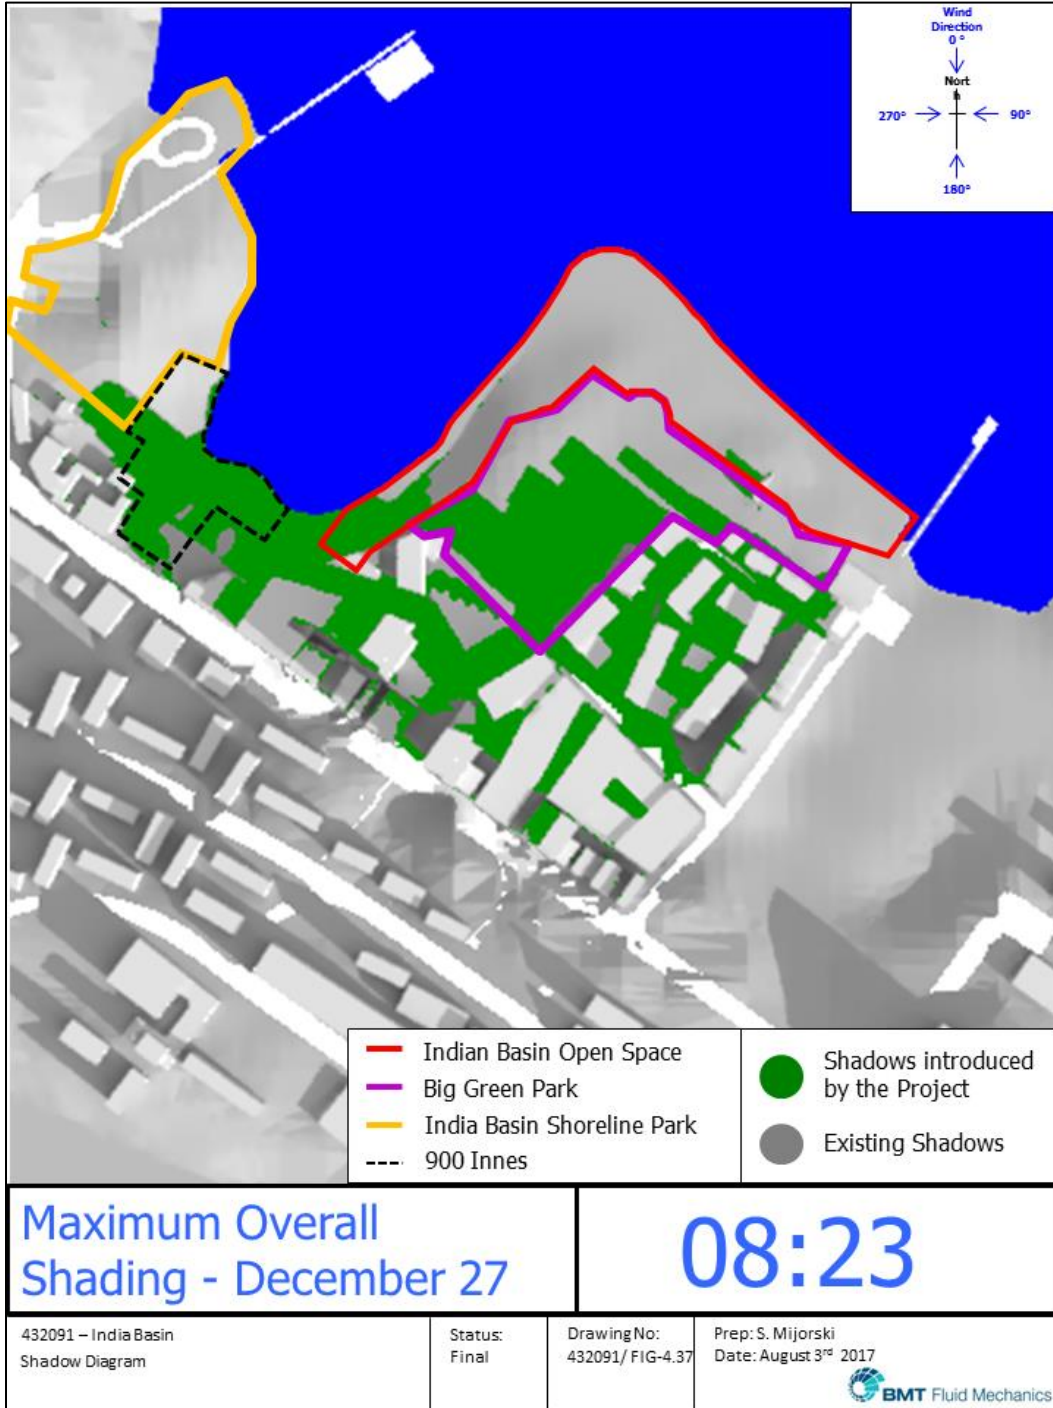 Wind
Direction
0 °
Nort
h
270°
90°
180°
Indian Basin Open Space
Big Green Park
India Basin Shoreline Park
900 Innes
Shadows introduced
by the Project
Existing Shadows
Maximum Overall
Shading - December 27
08:23
432091 – India Basin
Shadow Diagram
Status:
Final
Drawing No:
432091/ FIG-4.37
Prep: S. Mijorski
Date: August 3rd 2017
BMT Fluid Mechanics